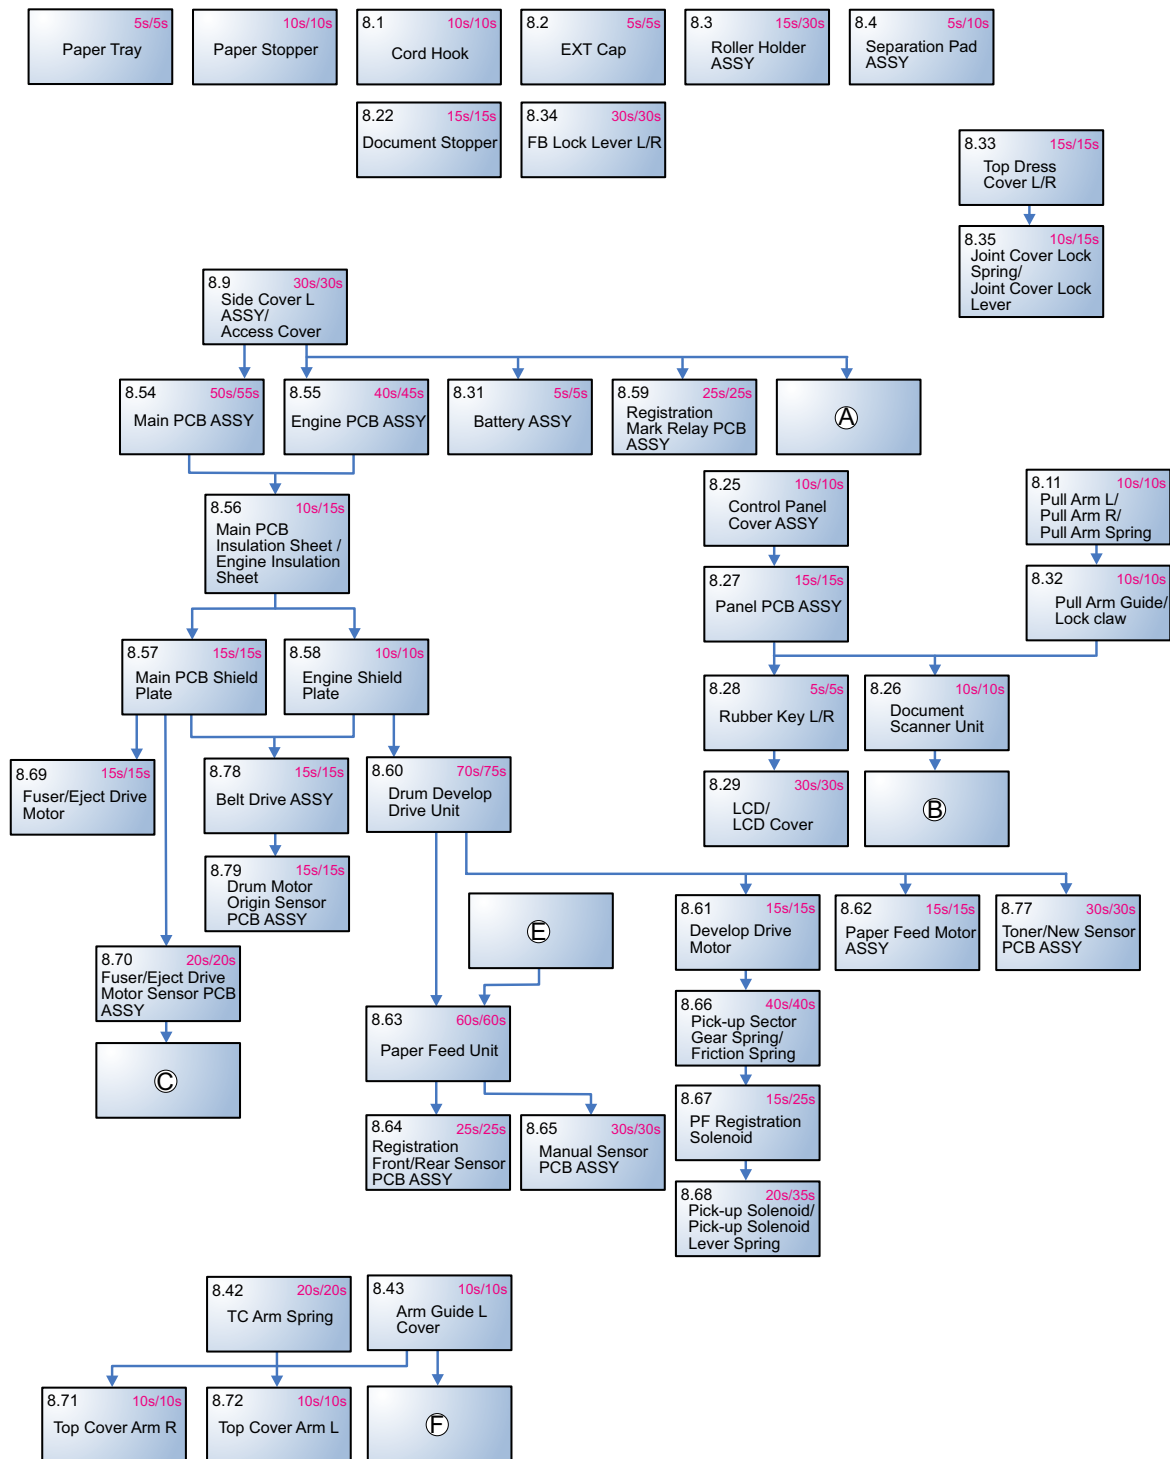 5s/5s
Paper Tray
10s/10s
Paper Stopper
8.1 10s/10s
Cord Hook
8.2 5s/5s
EXT Cap
8.3 15s/30s
Roller Holder
ASSY
8.4 5s/10s
Separation Pad
ASSY
8.22 15s/15s
Document Stopper
8.34 30s/30s
FB Lock Lever L/R
8.33 15s/15s
Top Dress
Cover L/R
8.35 10s/15s
Joint Cover Lock
Spring/
Joint Cover Lock
Lever
8.9 30s/30s
Side Cover L
ASSY/
Access Cover
8.54 50s/55s
Main PCB ASSY
8.55 40s/45s
Engine PCB ASSY
8.31 5s/5s
Battery ASSY
8.59 25s/25s
Registration
Mark Relay PCB
ASSY
A
8.56 10s/15s
Main PCB
Insulation Sheet /
Engine Insulation
Sheet
8.25 10s/10s
Control Panel
Cover ASSY
8.11 10s/10s
Pull Arm L/
Pull Arm R/
Pull Arm Spring
8.27 15s/15s
Panel PCB ASSY
8.32 10s/10s
Pull Arm Guide/
Lock claw
8.57 15s/15s
Main PCB Shield
Plate
8.58 10s/10s
Engine Shield
Plate
8.28 5s/5s
Rubber Key L/R
8.26 10s/10s
Document
Scanner Unit
8.69 15s/15s
Fuser/Eject Drive
Motor
8.78 15s/15s
Belt Drive ASSY
8.60 70s/75s
Drum Develop
Drive Unit
8.29 30s/30s
LCD/
LCD Cover
B
8.79 15s/15s
Drum Motor
Origin Sensor
PCB ASSY
E
8.61 15s/15s
Develop Drive
Motor
8.62 15s/15s
Paper Feed Motor
ASSY
8.77 30s/30s
Toner/New Sensor
PCB ASSY
8.70 20s/20s
Fuser/Eject Drive
Motor Sensor PCB
ASSY
8.63 60s/60s
Paper Feed Unit
8.66 40s/40s
Pick-up Sector
Gear Spring/
Friction Spring
C
8.67 15s/25s
PF Registration
Solenoid
8.64 25s/25s
Registration
Front/Rear Sensor
PCB ASSY
8.65 30s/30s
Manual Sensor
PCB ASSY
8.68 20s/35s
Pick-up Solenoid/
Pick-up Solenoid
Lever Spring
8.42 20s/20s
TC Arm Spring
8.43 10s/10s
Arm Guide L
Cover
8.71 10s/10s
Top Cover Arm R
8.72 10s/10s
Top Cover Arm L
F